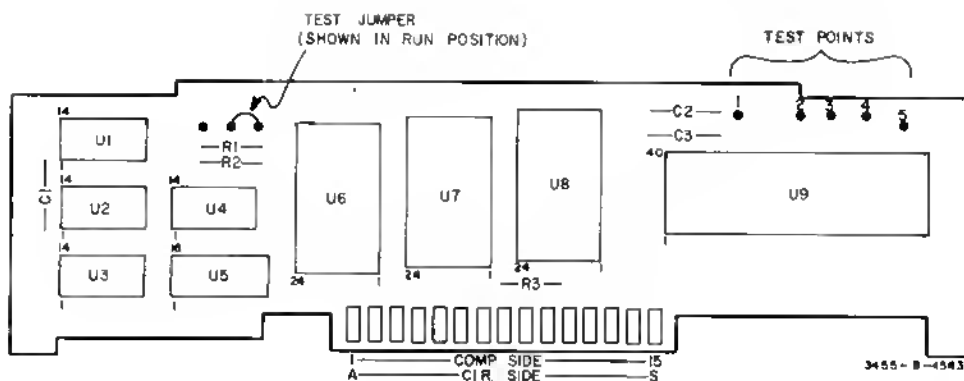 TEST JUMPER
(SHOWN IN RUN POSITION)
TEST POINTS
1 2 3 4 5
14
U1
R1
R2
C2
C3
40
C1
14
U2
14
U4
U6
U7
U8
U9
1
14
U3
16
U5
24 1
24 1
24 1
R3
1 COMP SIDE 15
A CIR. SIDE S
3455-B-4543